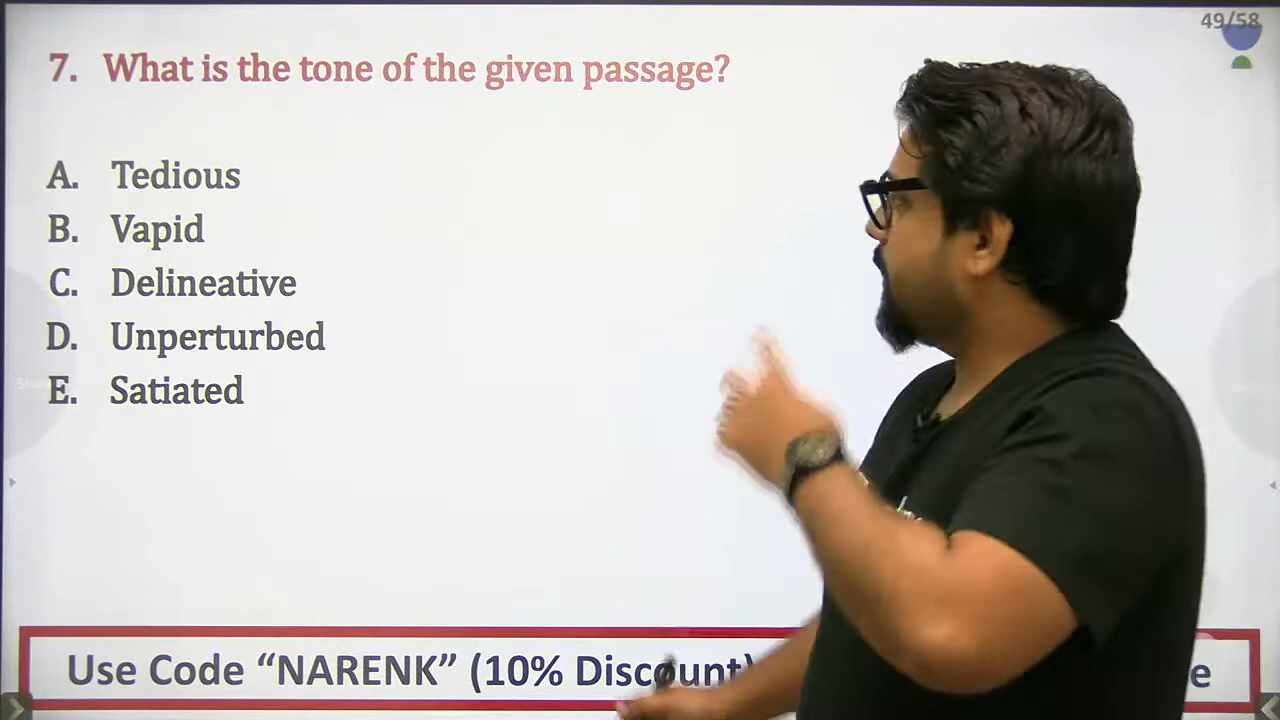 49/58
7. What is the tone of the given passage?
A. Tedious
B. Vapid
C. Delineative
D. Unperturbed
E. Satiated
Use Code “NARENK” (10% Discount)